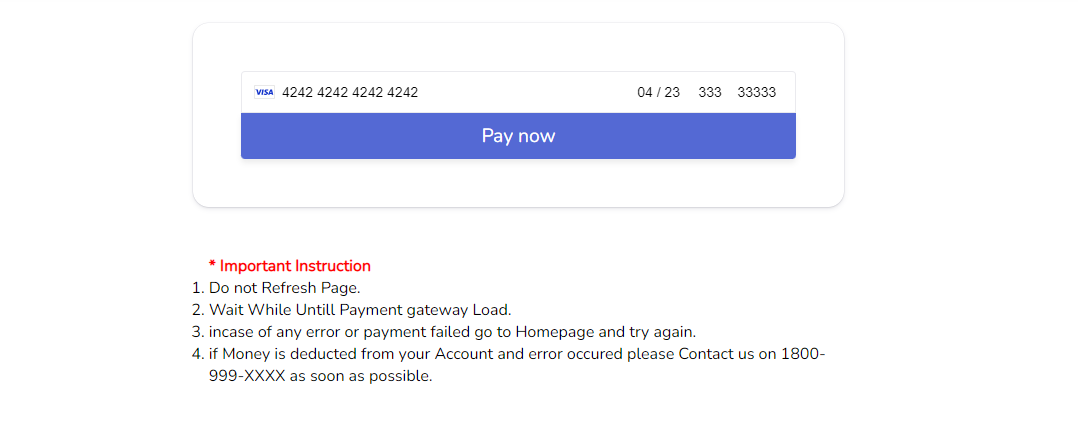 VISA 4242 4242 4242 4242 04 / 23 333 33333
Pay now
* Important Instruction
1. Do not Refresh Page.
2. Wait While Untill Payment gateway Load.
3. incase of any error or payment failed go to Homepage and try again.
4. if Money is deducted from your Account and error occured please Contact us on 1800-
999-XXXX as soon as possible.